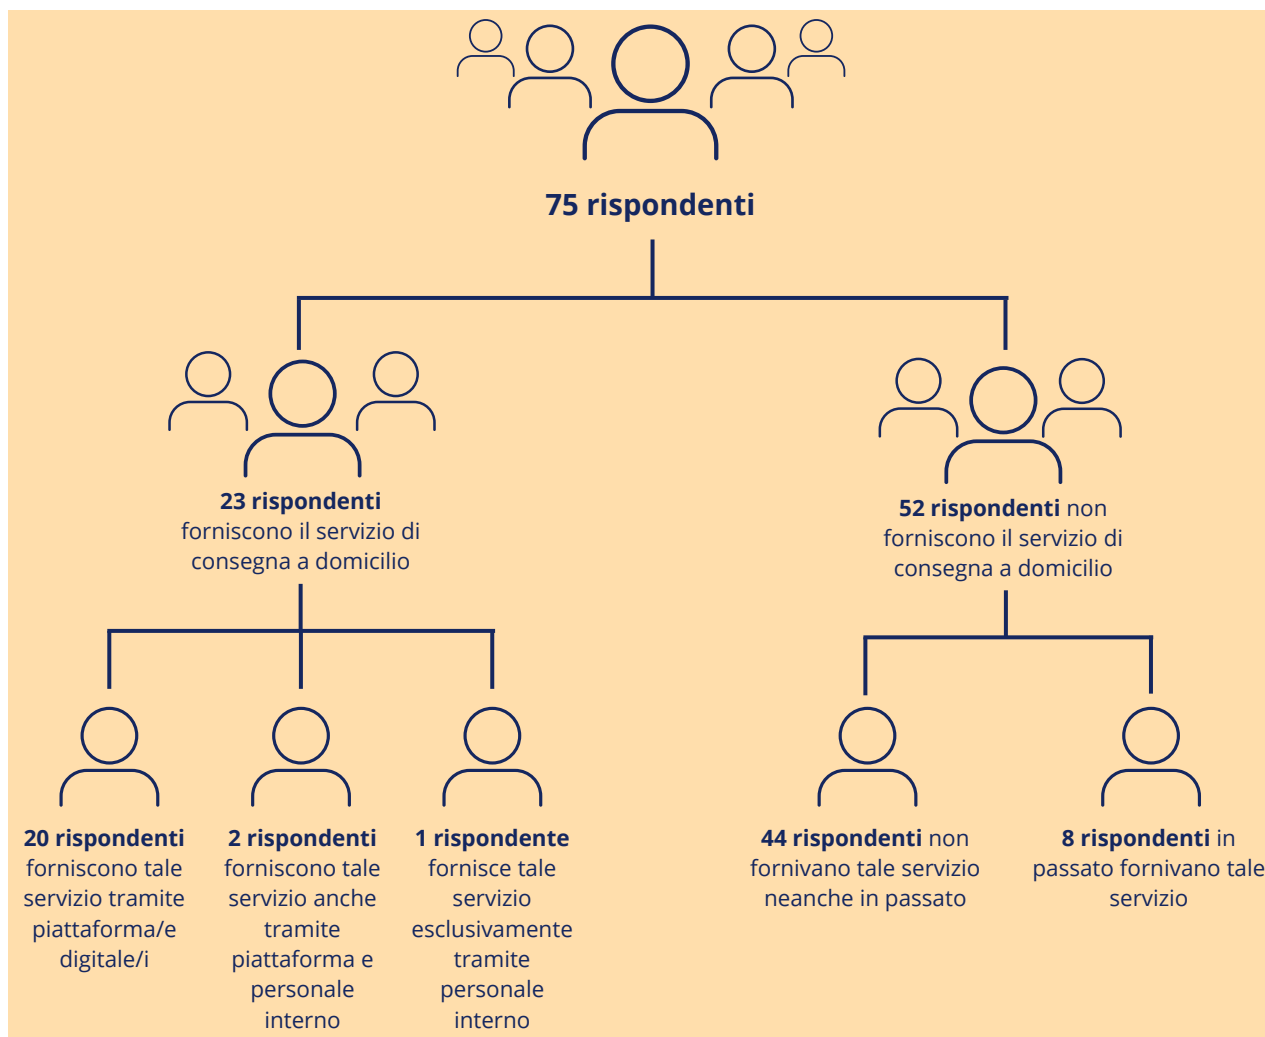 75 rispondenti
23 rispondenti
forniscono il servizio di
consegna a domicilio
52 rispondenti non
forniscono il servizio di
consegna a domicilio
20 rispondenti
forniscono tale
servizio tramite
piattaforma/e
digitale/i
2 rispondenti
forniscono tale
servizio anche
tramite
piattaforma e
personale
interno
1 rispondente
fornisce tale
servizio
esclusivamente
tramite
personale
interno
44 rispondenti non
fornivano tale servizio
neanche in passato
8 rispondenti in
passato fornivano tale
servizio